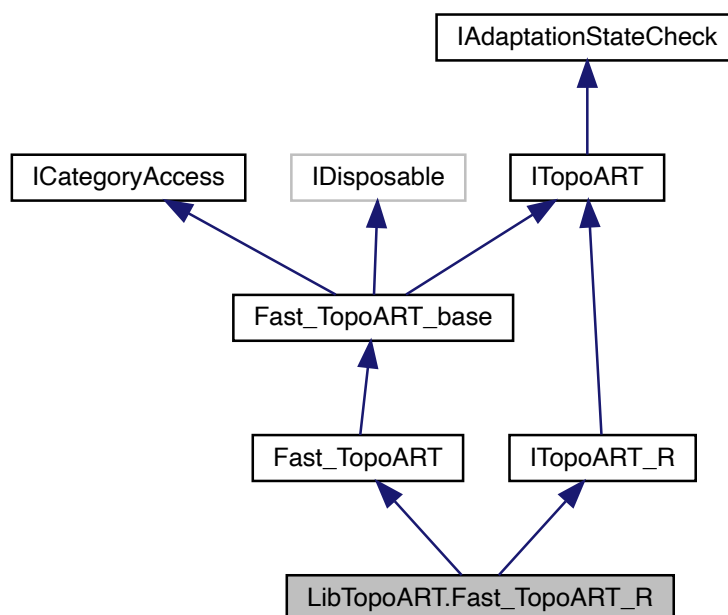 IAdaptationStateCheck
ICategoryAccess
IDisposable
ITopoART
Fast_TopoART_base
Fast_TopoART
ITopoART_R
LibTopoART.Fast_TopoART_R